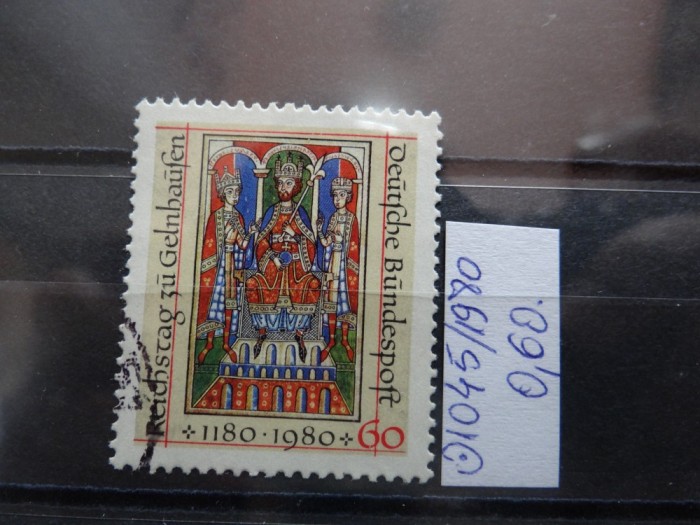 Reichstag zu Gelnhausen
deutsche Bundespost
1180 · 1980
60
1045/1980
0,60.